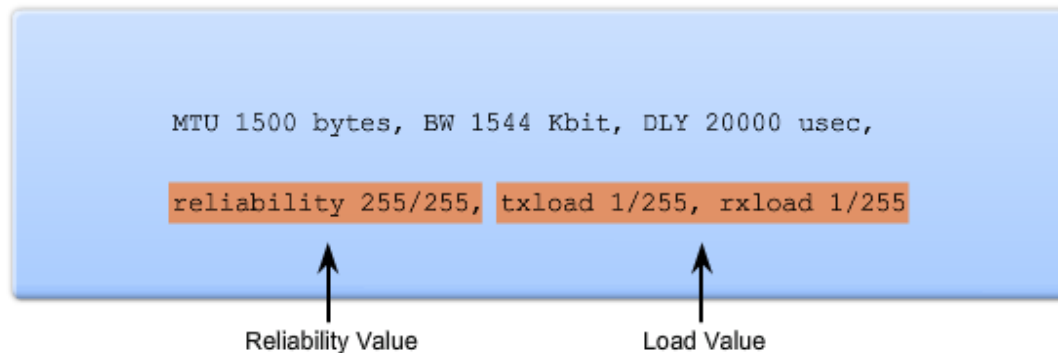 MTU 1500 bytes, BW 1544 Kbit, DLY 20000 usec,
reliability 255/255, txload 1/255, rxload 1/255
Reliability Value
Load Value